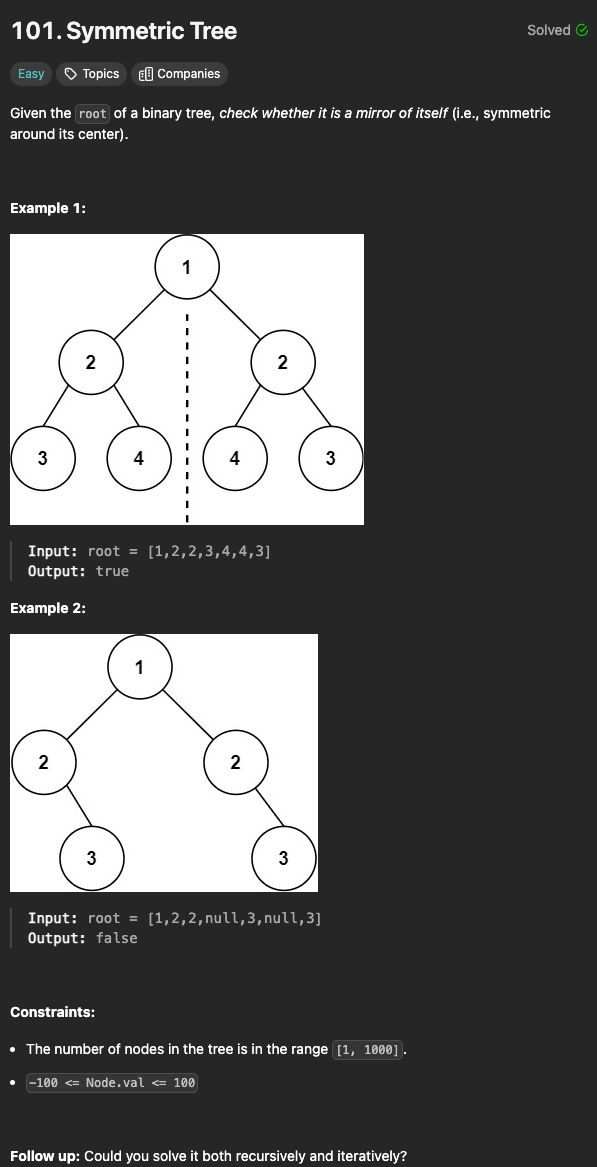 101. Symmetric Tree
Solved
Easy
Topics
Companies
Given the root of a binary tree, check whether it is a mirror of itself (i.e., symmetric
around its center).
Example 1:
1
2
2
3
4
4
3
Input: root = [1,2,2,3,4,4,3]
Output: true
Example 2:
1
2
2
3
3
Input: root = [1,2,2,null,3,null,3]
Output: false
Constraints:
• The number of nodes in the tree is in the range [1, 1000].
• -100 <= Node.val <= 100
Follow up: Could you solve it both recursively and iteratively?